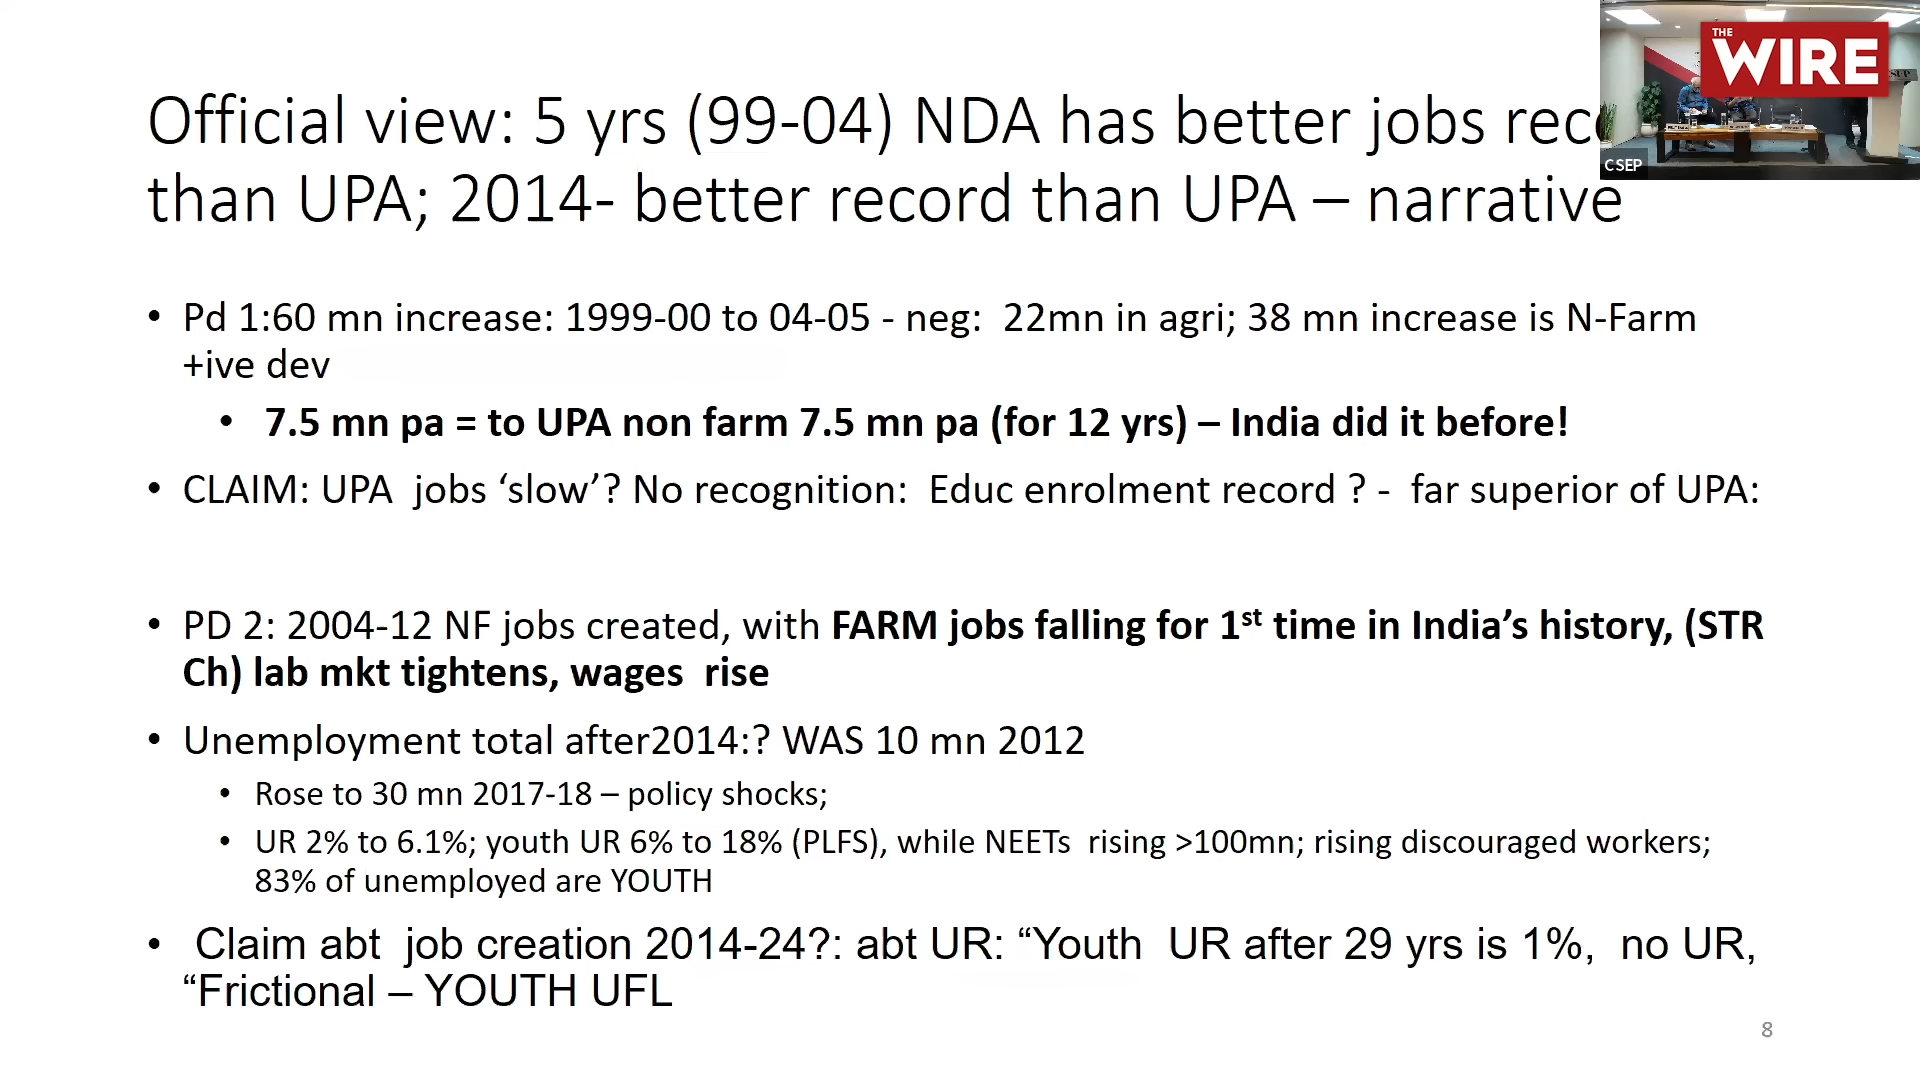 THE
WIRE
CSEP
Official view: 5 yrs (99-04) NDA has better jobs
than UPA; 2014- better record than UPA – narrative
• Pd 1:60 mn increase: 1999-00 to 04-05 - neg: 22mn in agri; 38 mn increase is N-Farm
+ive dev
• 7.5 mn pa = to UPA non farm 7.5 mn pa (for 12 yrs) – India did it before!
• CLAIM: UPA jobs ‘slow’? No recognition: Educ enrolment record ? - far superior of UPA:
• PD 2: 2004-12 NF jobs created, with FARM jobs falling for 1st time in India’s history, (STR
Ch) lab mkt tightens, wages rise
• Unemployment total after2014:? WAS 10 mn 2012
• Rose to 30 mn 2017-18 – policy shocks;
• UR 2% to 6.1%; youth UR 6% to 18% (PLFS), while NEETs rising >100mn; rising discouraged workers;
83% of unemployed are YOUTH
• Claim abt job creation 2014-24?: abt UR: “Youth UR after 29 yrs is 1%, no UR,
“Frictional – YOUTH UFL
8